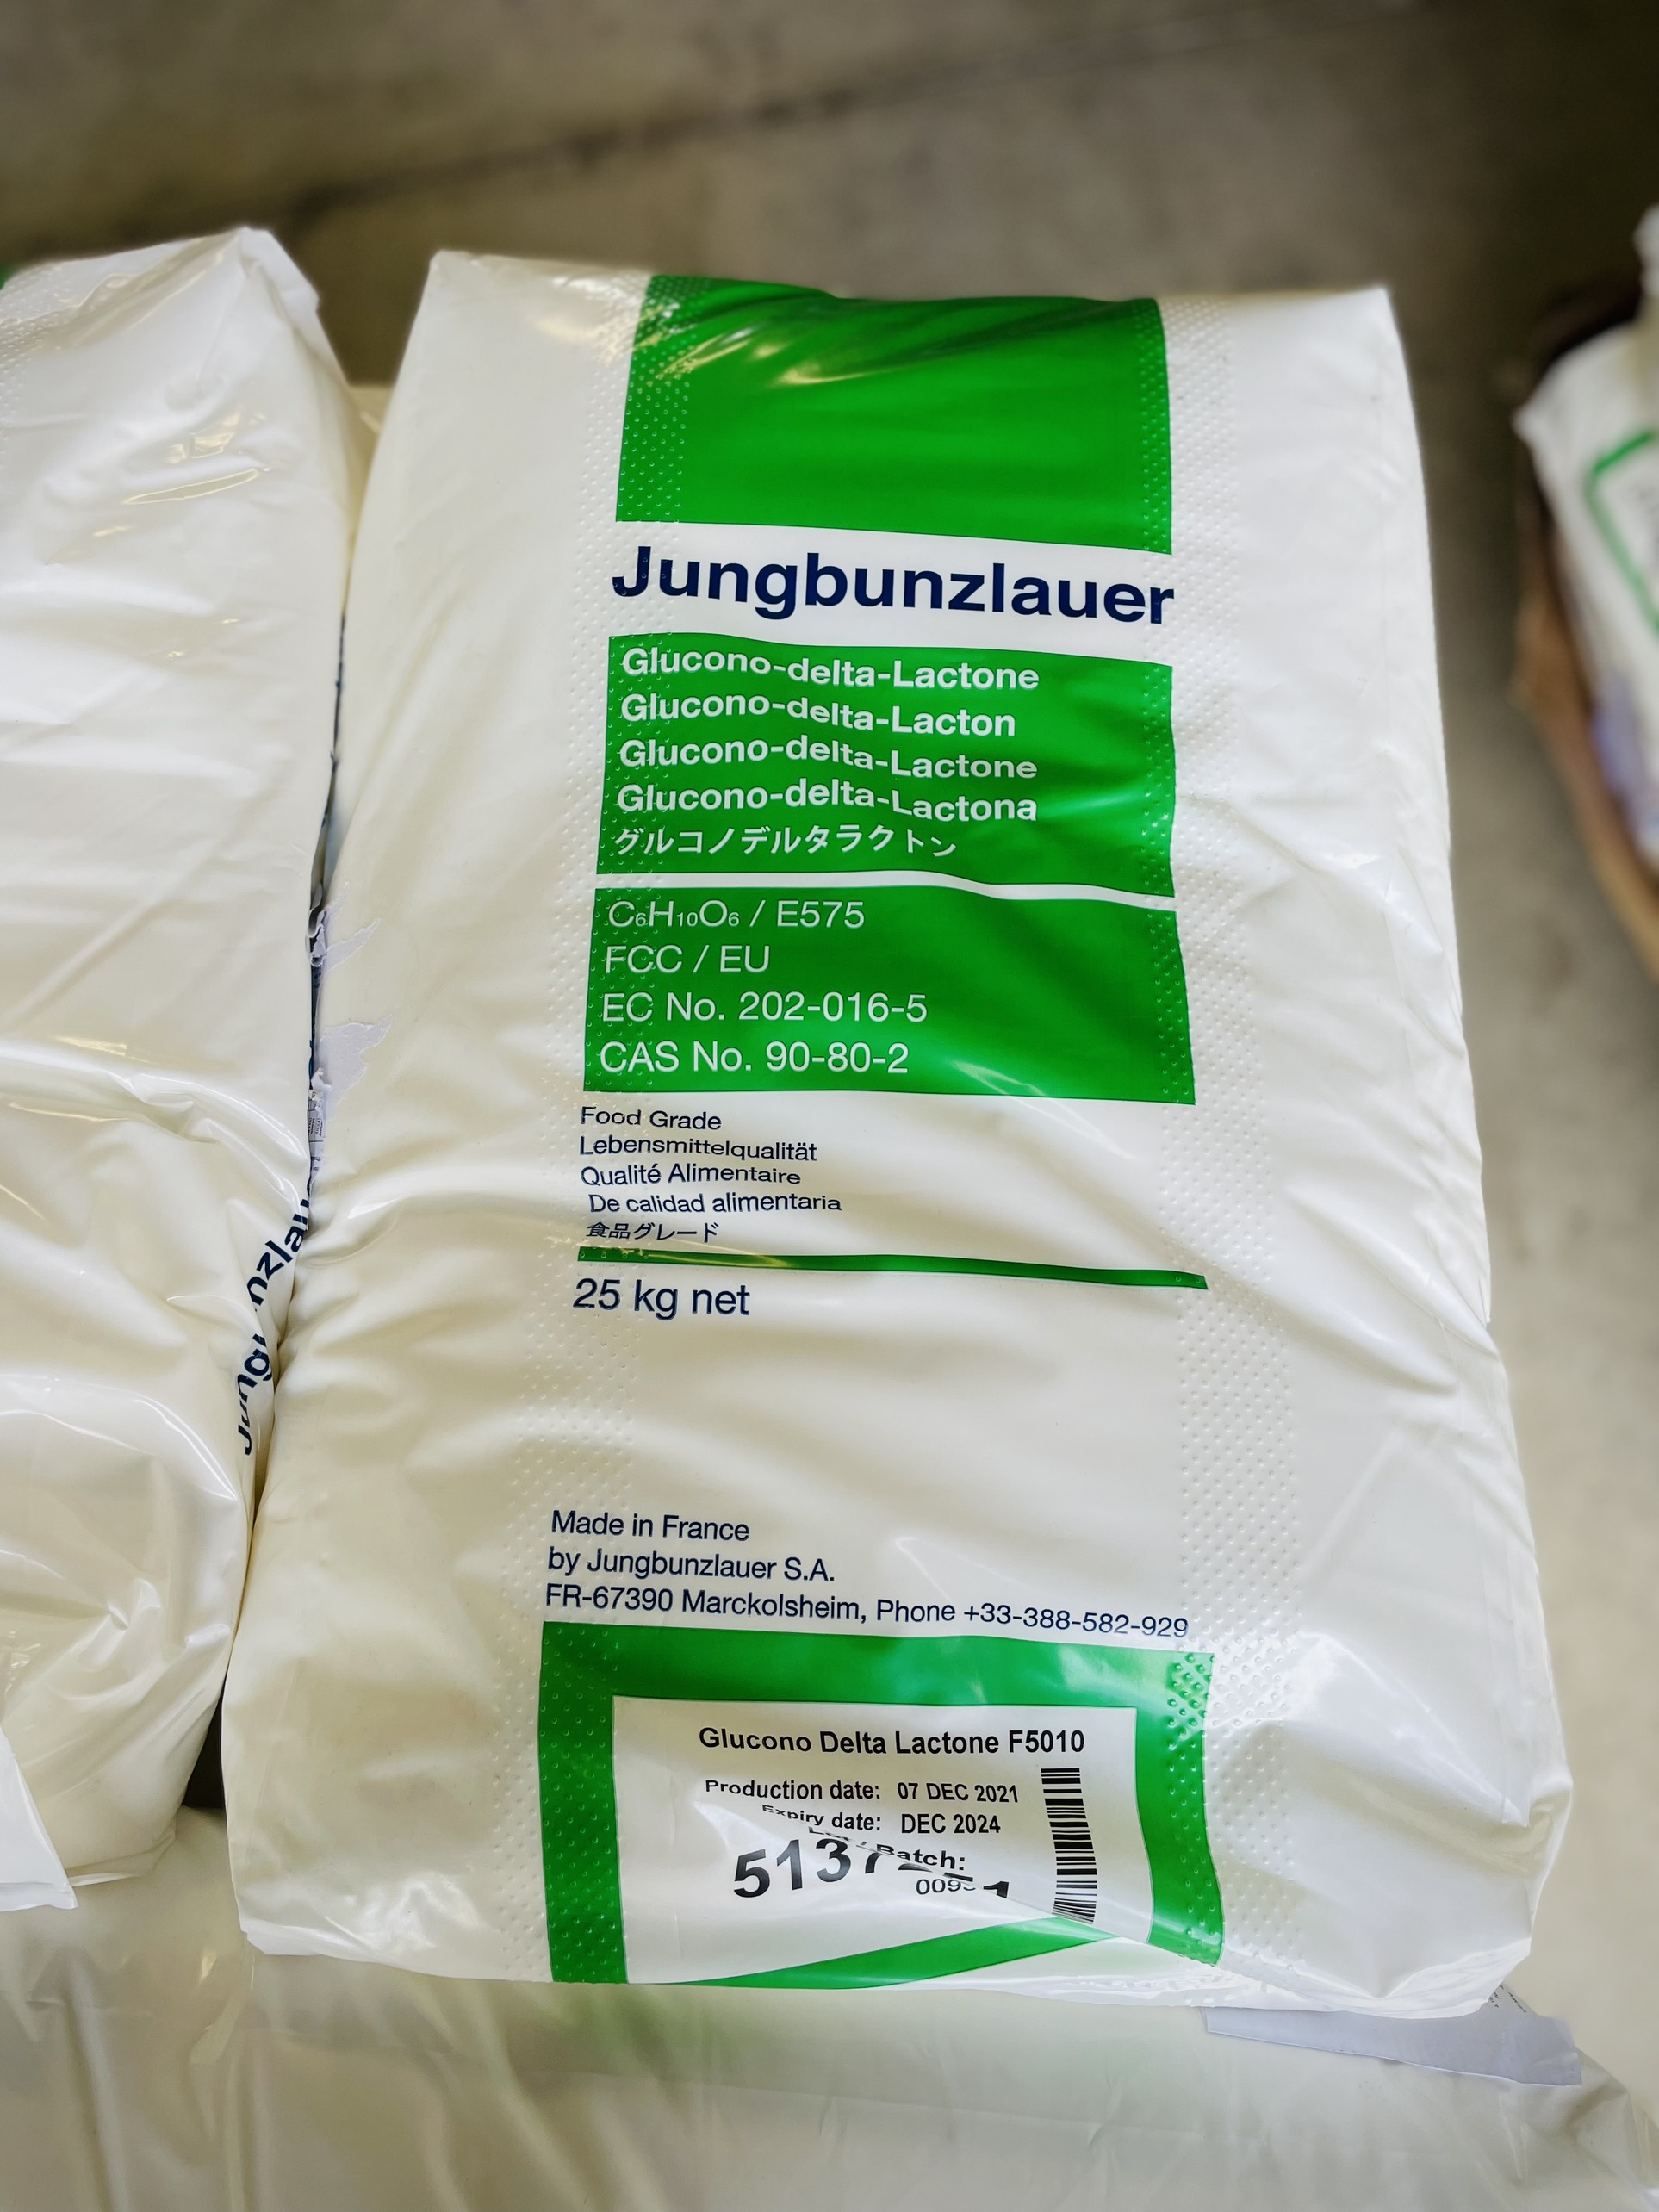 Jungbunzlauer
Glucono-delta-Lactone
Glucono-delta-Lacton
Glucono-delta-Lactone
Glucono-delta-Lactona
グルコノデルタラクトン
C₆H₁₀O₆ / E575
FCC / EU
EC No. 202-016-5
CAS No. 90-80-2
Food Grade
Lebensmittelqualität
Qualité Alimentaire
De calidad alimentaria
食品グレード
25 kg net
Made in France
by Jungbunzlauer S.A.
FR-67390 Marckolsheim, Phone +33-388-582-929
Glucono Delta Lactone F5010
Production date: 07 DEC 2021
Expiry date: DEC 2024
Batch: